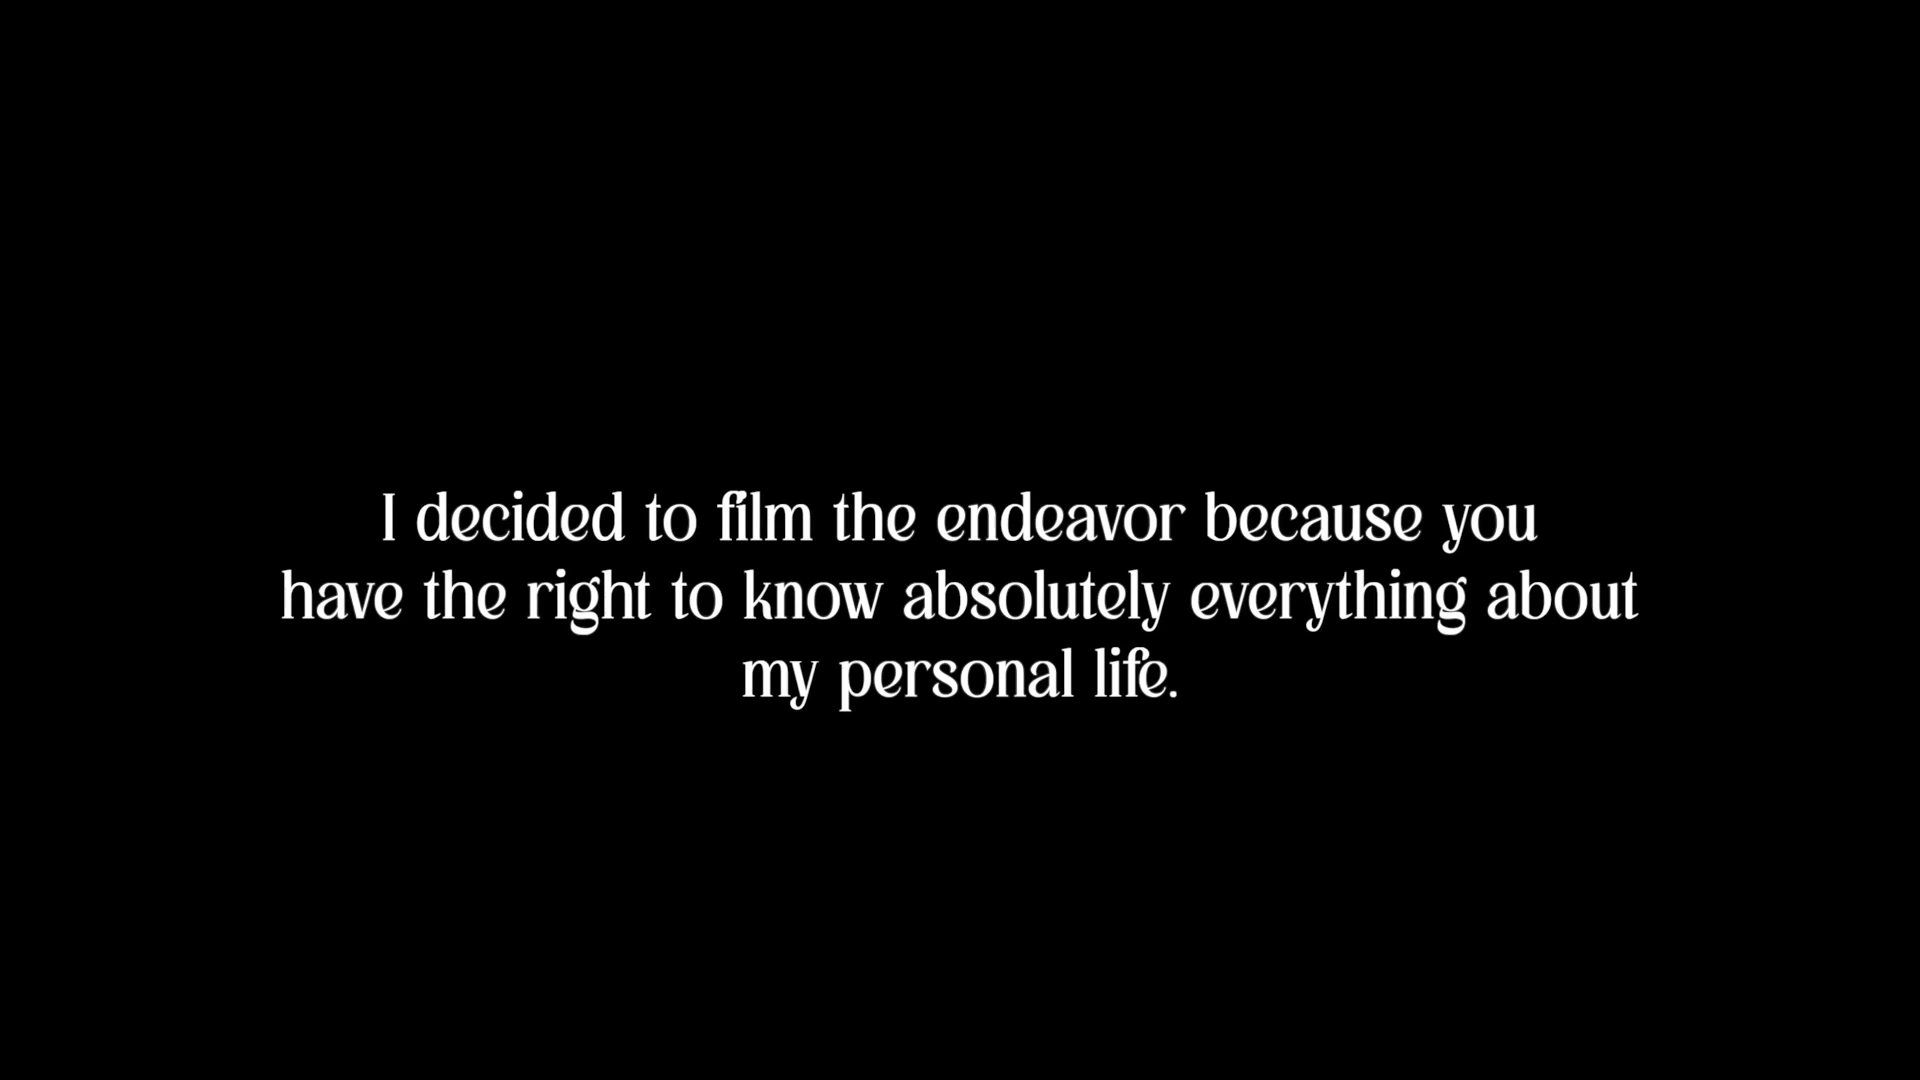 I decided to film the endeavor because you
have the right to know absolutely everything about
my personal life.